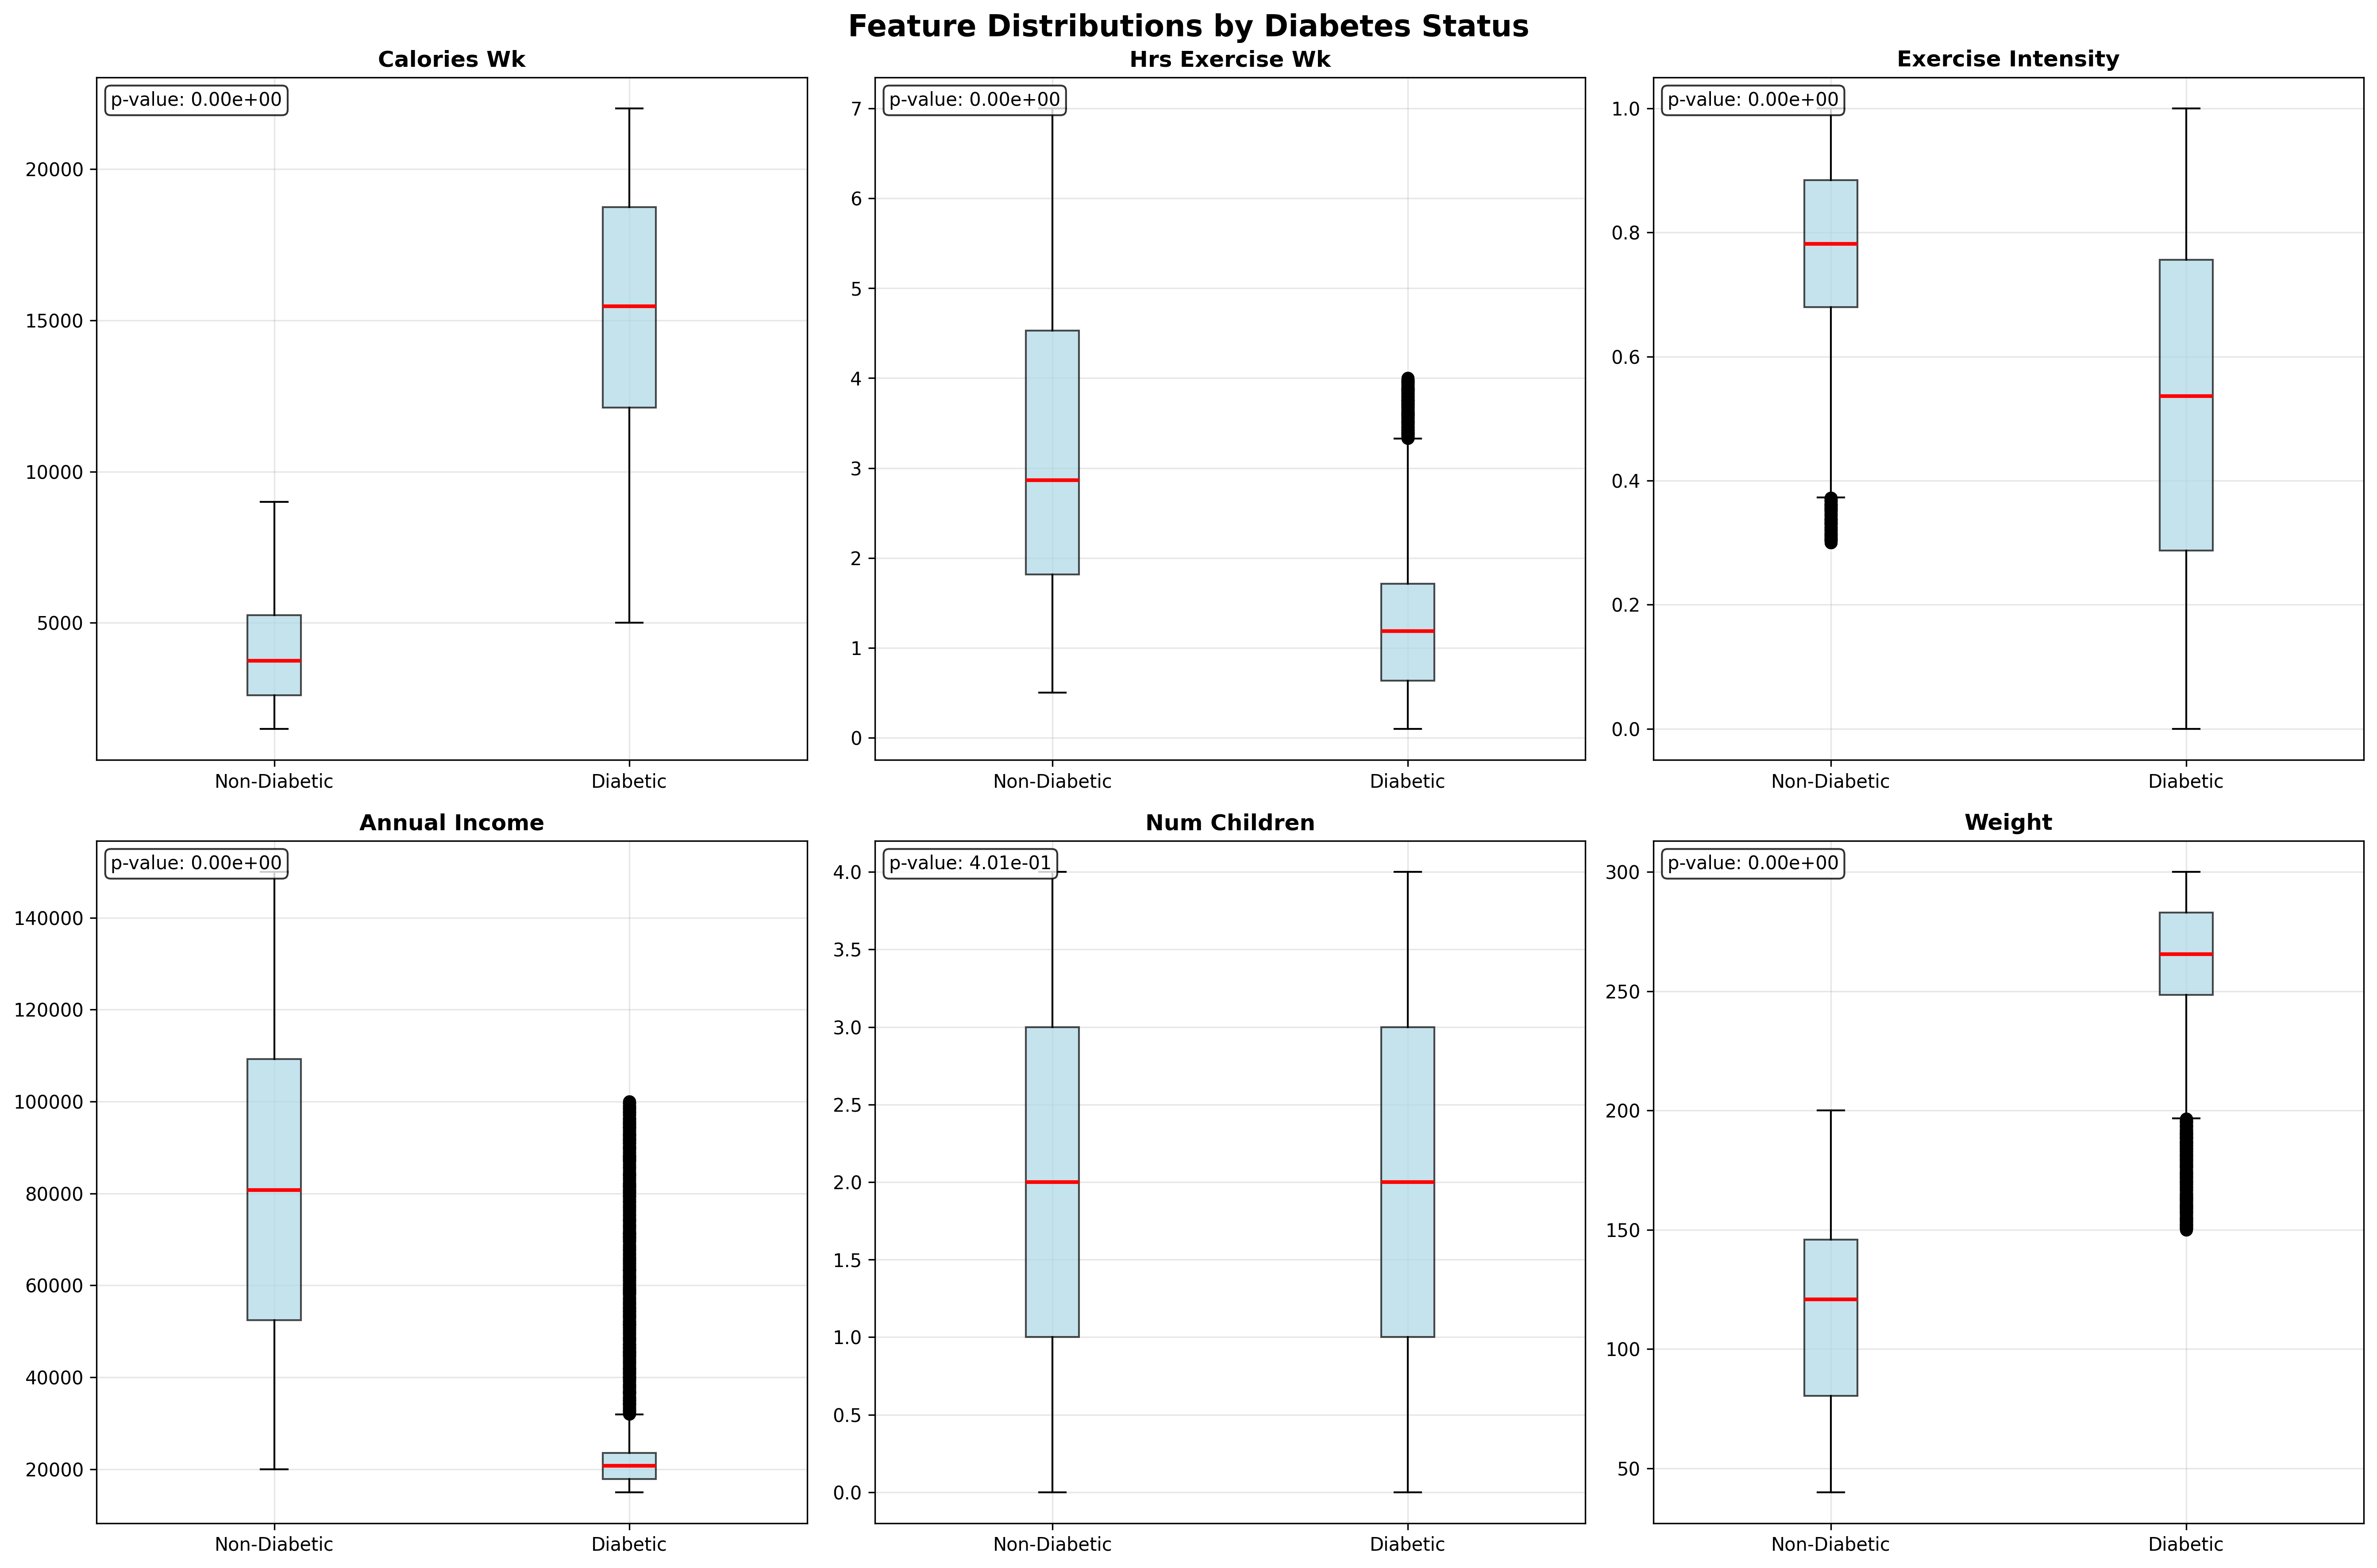 Feature Distributions by Diabetes Status
Calories Wk
p-value: 0.00e+00
20000
15000
10000
5000
Non-Diabetic
Diabetic
Hrs Exercise Wk
p-value: 0.00e+00
7
6
5
4
3
2
1
0
Non-Diabetic
Diabetic
Exercise Intensity
p-value: 0.00e+00
1.0
0.8
0.6
0.4
0.2
0.0
Non-Diabetic
Diabetic
Annual Income
p-value: 0.00e+00
140000
120000
100000
80000
60000
40000
20000
Non-Diabetic
Diabetic
Num Children
p-value: 4.01e-01
4.0
3.5
3.0
2.5
2.0
1.5
1.0
0.5
0.0
Non-Diabetic
Diabetic
Weight
p-value: 0.00e+00
300
250
200
150
100
50
Non-Diabetic
Diabetic